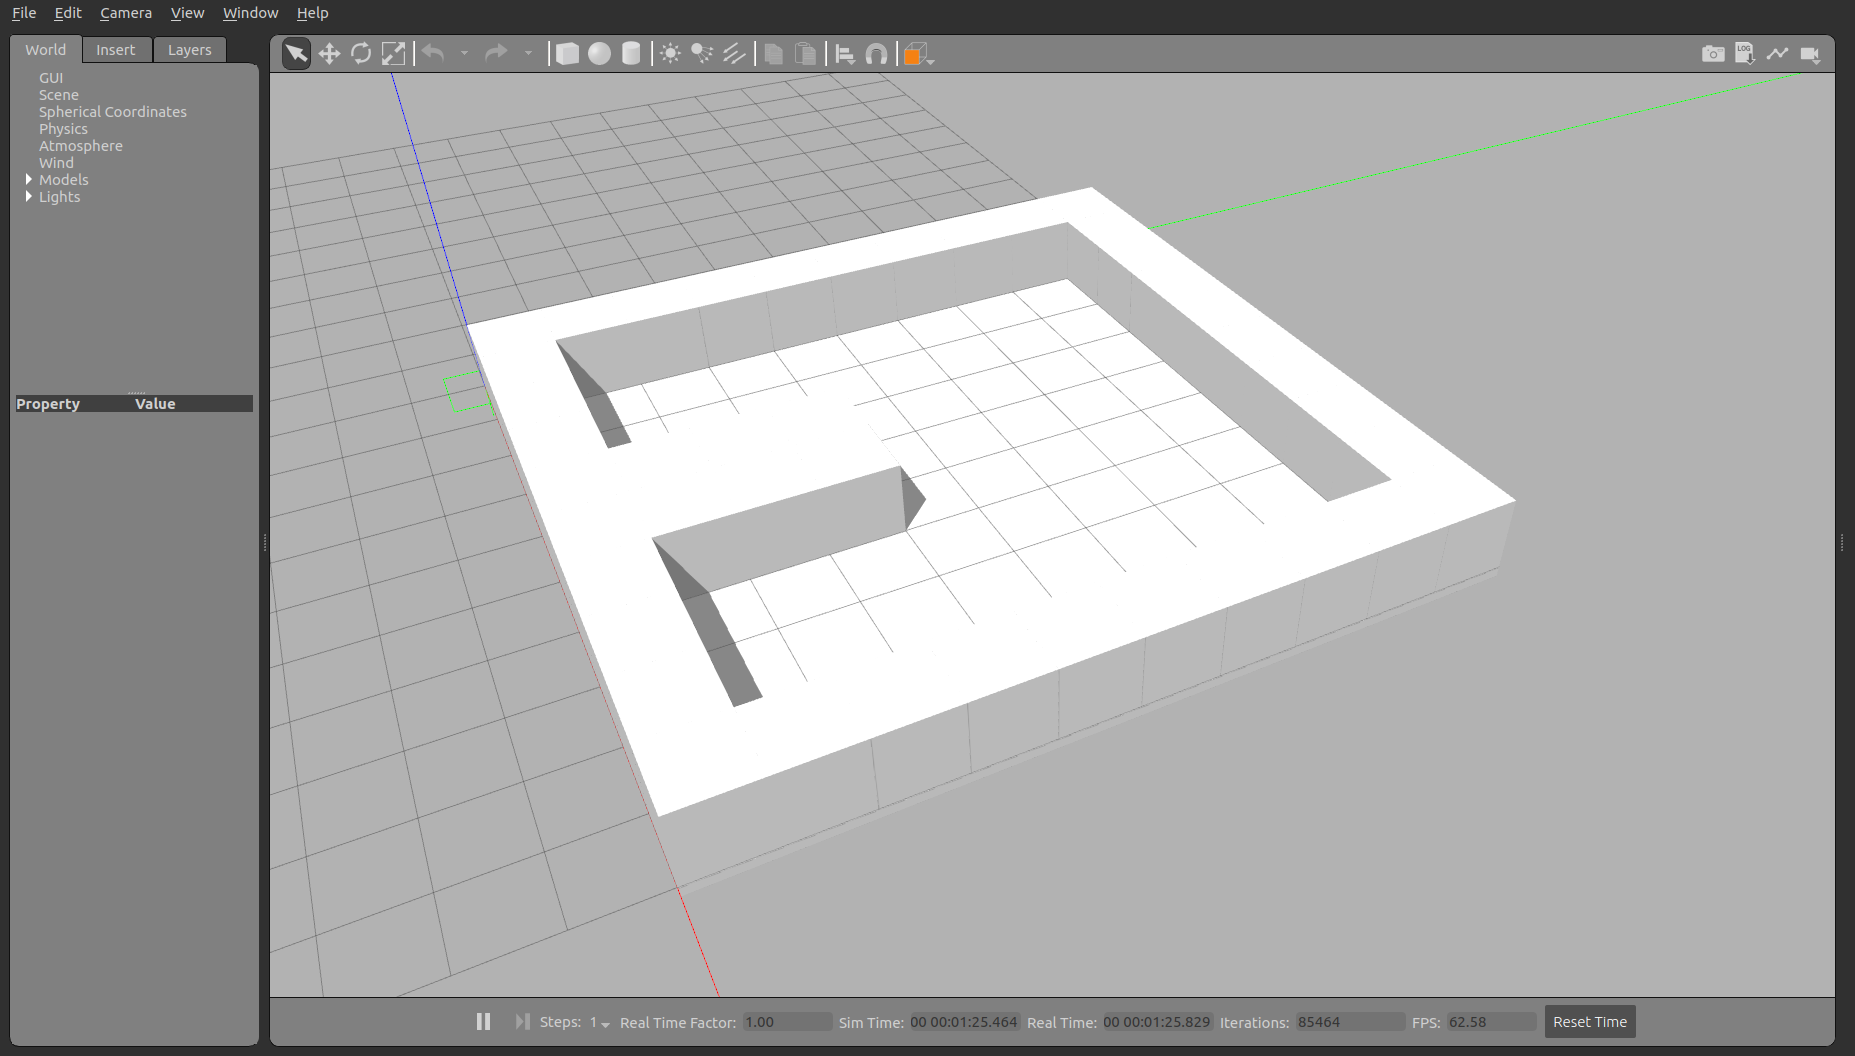 File Edit Camera View Window Help
World Insert Layers
LOG
GUI
Scene
Spherical Coordinates
Physics
Atmosphere
Wind
Models
Lights
Property Value
Steps: 1 Real Time Factor: 1.00 Sim Time: 00 00:01:25.464 Real Time: 00 00:01:25.829 Iterations: 85464 FPS: 62.58 Reset Time